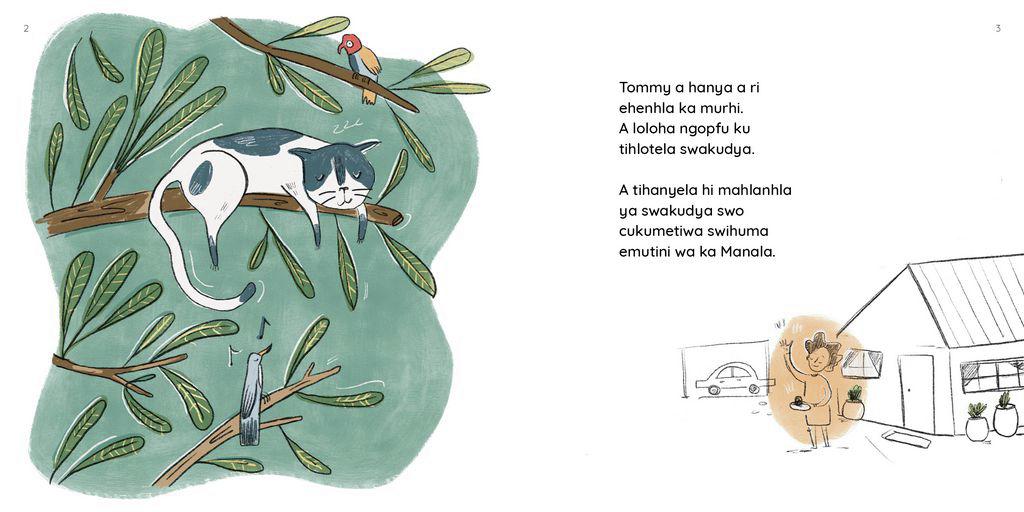 2
3
Tommy a hanya a ri
ehenhla ka murhi.
A loloha ngopfu ku
tihlotela swakudya.
A tihanyela hi mahlanhla
ya swakudya swo
cukumetiwa swihuma
emutini wa ka Manala.